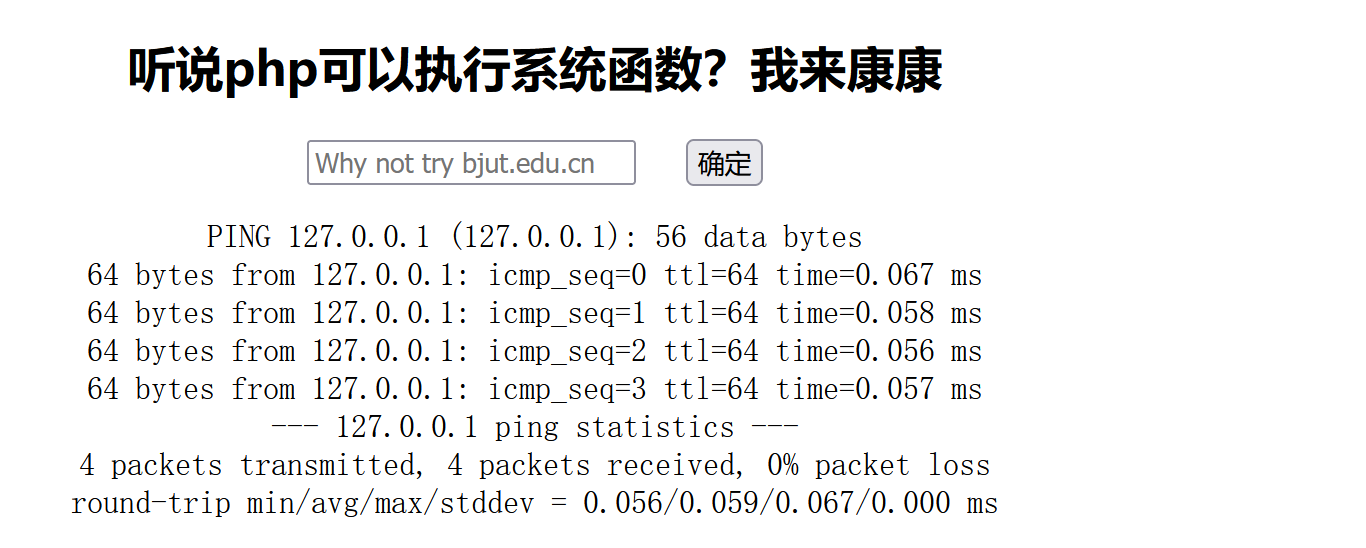 听说php可以执行系统函数？我来康康
Why not try bjut.edu.cn 确定
PING 127.0.0.1 (127.0.0.1): 56 data bytes
64 bytes from 127.0.0.1: icmp_seq=0 ttl=64 time=0.067 ms
64 bytes from 127.0.0.1: icmp_seq=1 ttl=64 time=0.058 ms
64 bytes from 127.0.0.1: icmp_seq=2 ttl=64 time=0.056 ms
64 bytes from 127.0.0.1: icmp_seq=3 ttl=64 time=0.057 ms
--- 127.0.0.1 ping statistics ---
4 packets transmitted, 4 packets received, 0% packet loss
round-trip min/avg/max/stddev = 0.056/0.059/0.067/0.000 ms